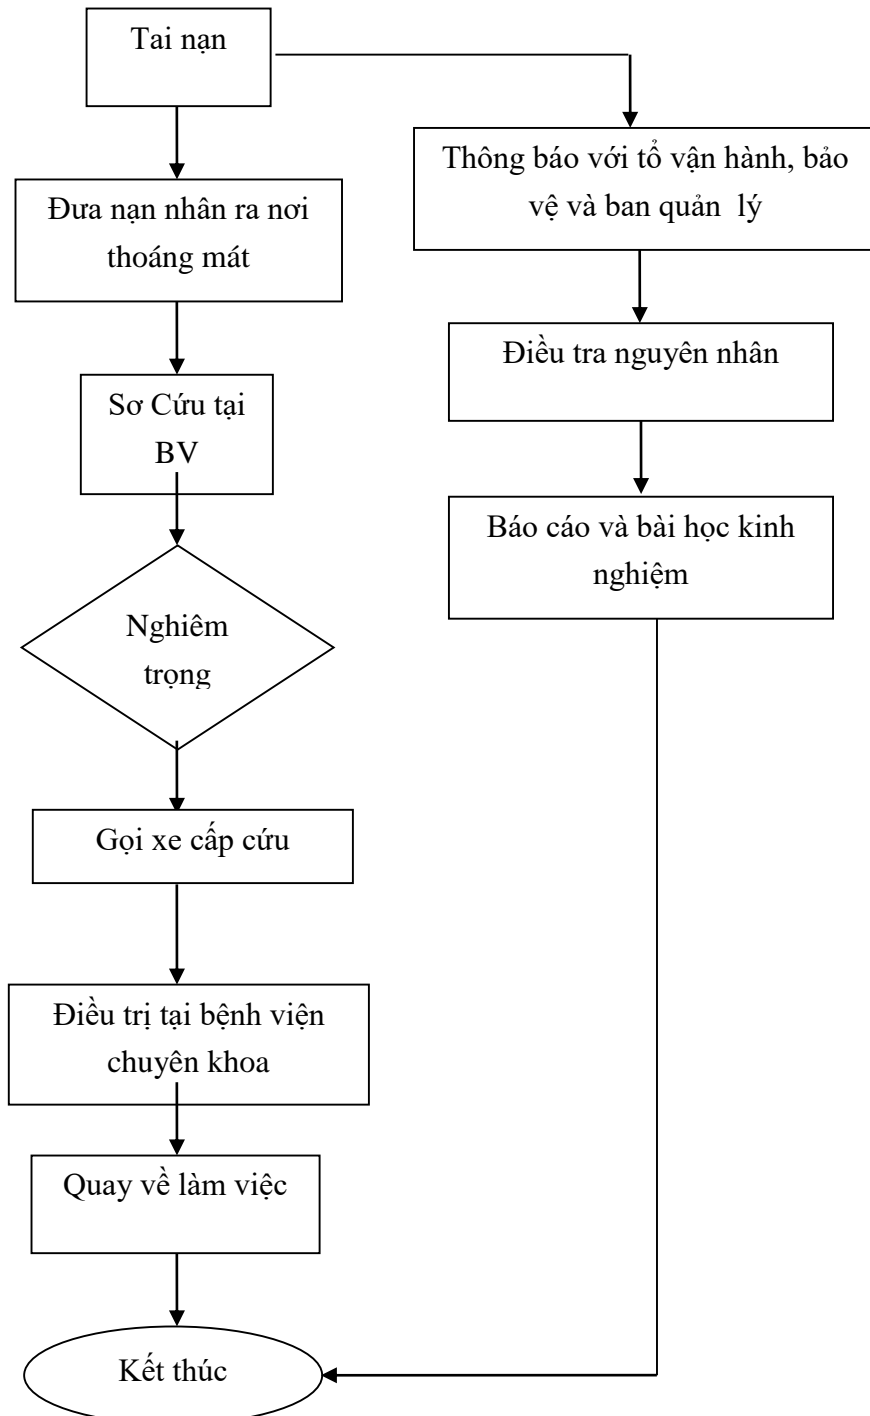 Tai nạn
Thông báo với tổ vận hành, bảo
vệ và ban quản lý
Đưa nạn nhân ra nơi
thoáng mát
Điều tra nguyên nhân
Sơ Cứu tại
BV
Báo cáo và bài học kinh
nghiệm
Nghiêm
trọng
Gọi xe cấp cứu
Điều trị tại bệnh viện
chuyên khoa
Quay về làm việc
Kết thúc